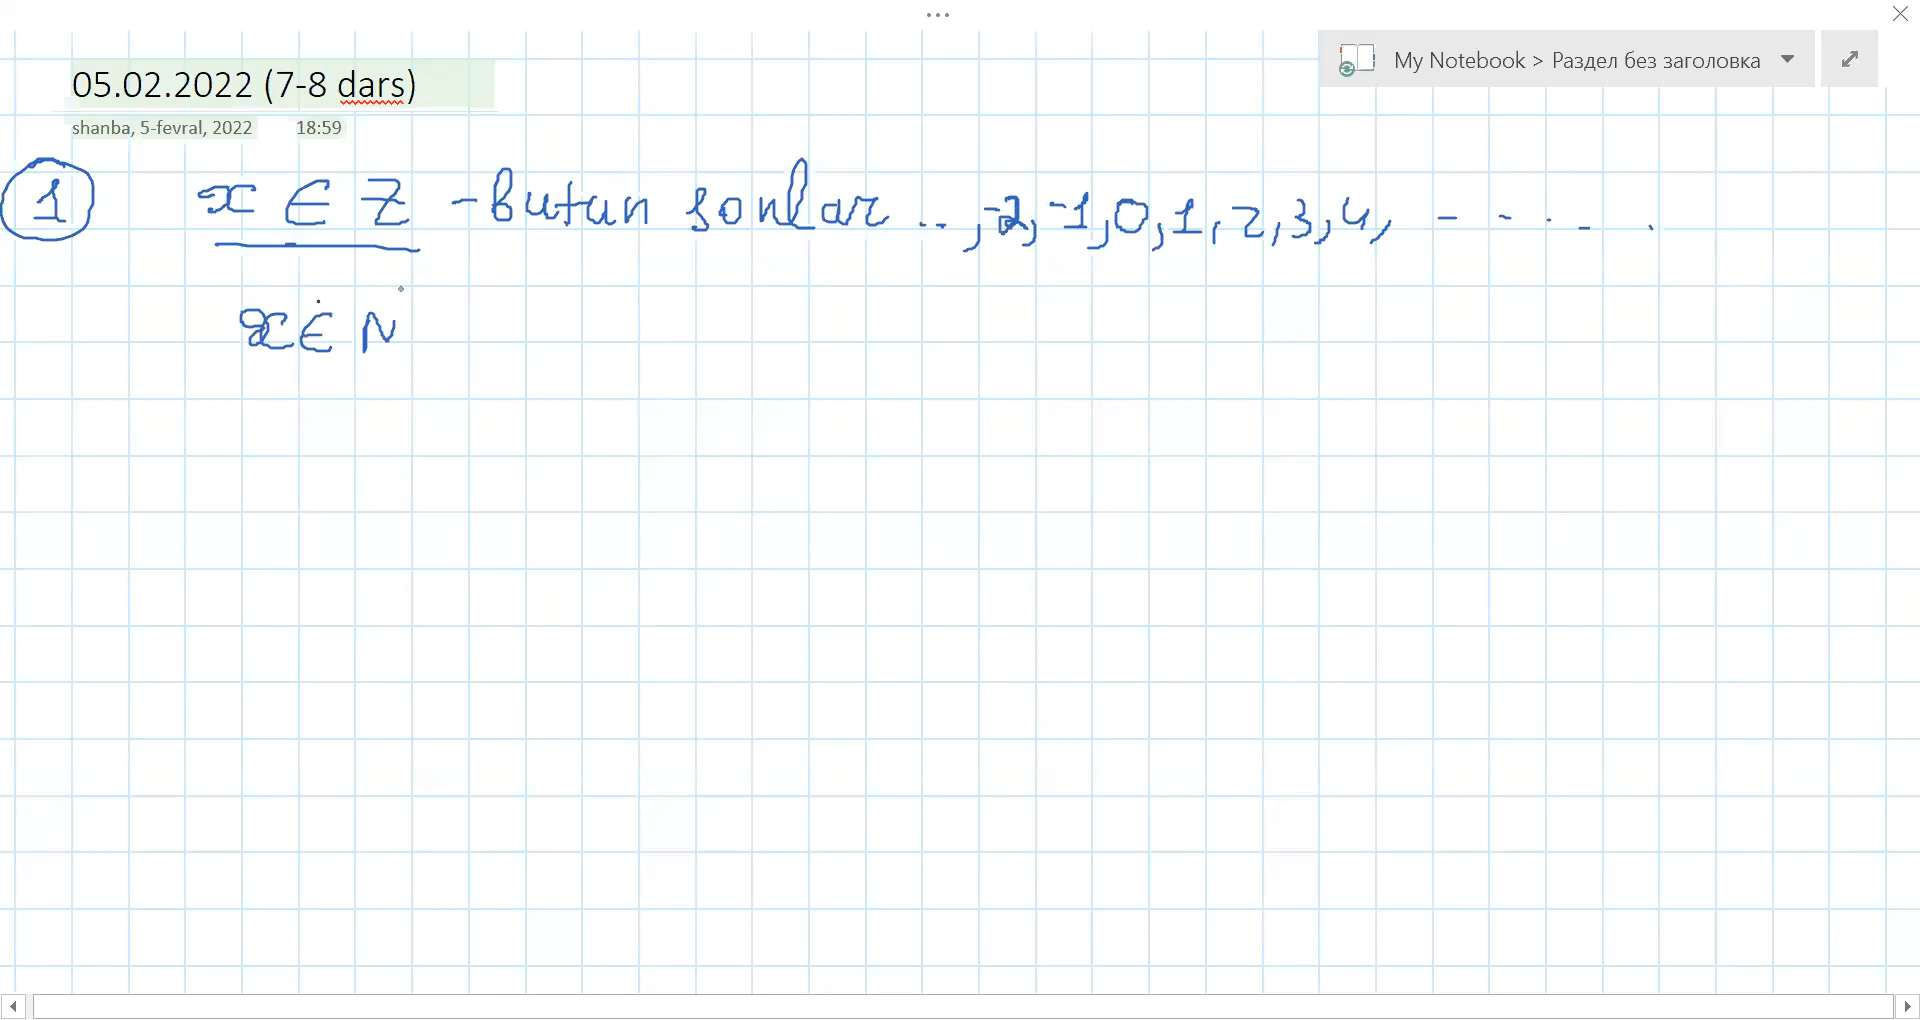 ...
My Notebook > Раздел без заголовка
05.02.2022 (7-8 dars)
shanba, 5-fevral, 2022 18:59
1 x ∈ Z - butun sonlar .., -2, -1, 0, 1, 2, 3, 4, - - . - .
x ∈ N